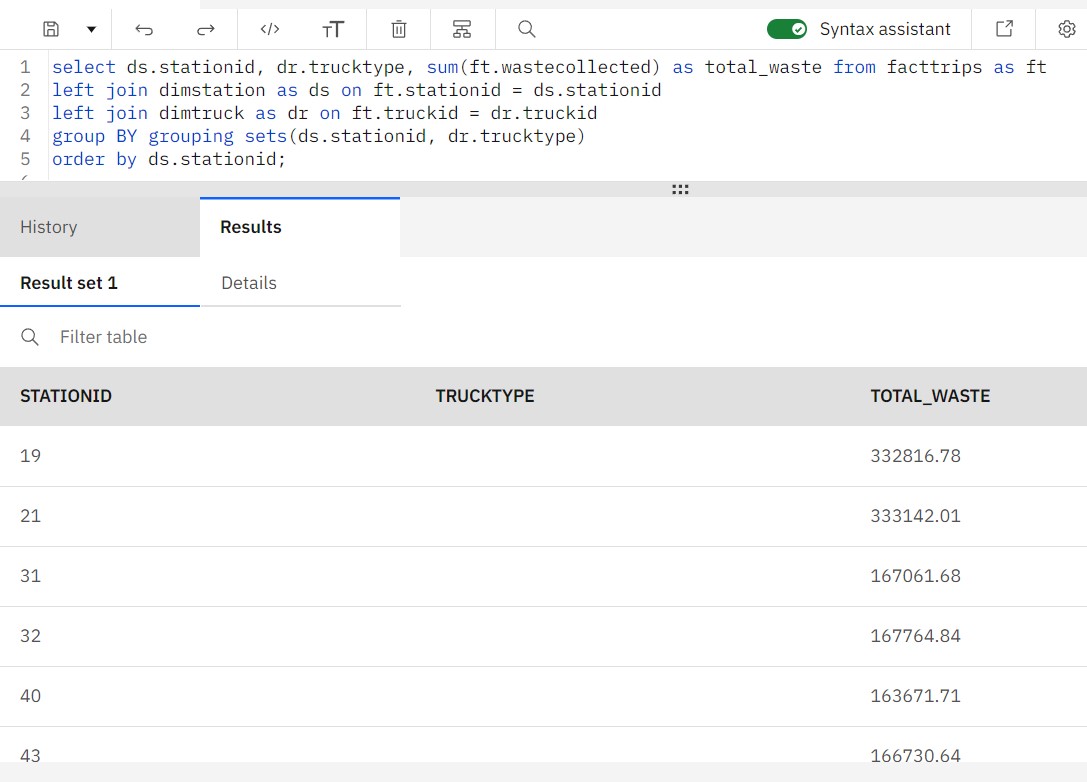 </> TT Syntax assistant
1 select ds.stationid, dr.trucktype, sum(ft.wastecollected) as total_waste from facttrips as ft
2 left join dimstation as ds on ft.stationid = ds.stationid
3 left join dimtruck as dr on ft.truckid = dr.truckid
4 group BY grouping sets(ds.stationid, dr.trucktype)
5 order by ds.stationid;
History Results
Result set 1 Details
Filter table
STATIONID TRUCKTYPE TOTAL_WASTE
19 332816.78
21 333142.01
31 167061.68
32 167764.84
40 163671.71
43 166730.64